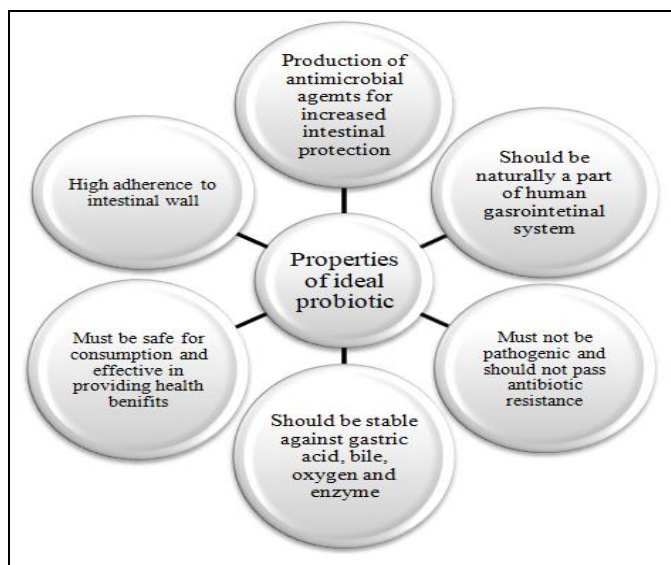 Production of
antimicrobial
agemts for
increased
intestinal
protection
Should be
naturally a part
of human
gasrointetinal
system
High adherence to
intestinal wall
Properties
of ideal
probiotic
Must be safe for
consumption and
effective in
providing health
benifits
Must not be
pathogenic and
should not pass
antibiotic
resistance
Should be stable
against gastric
acid, bile,
oxygen and
enzyme